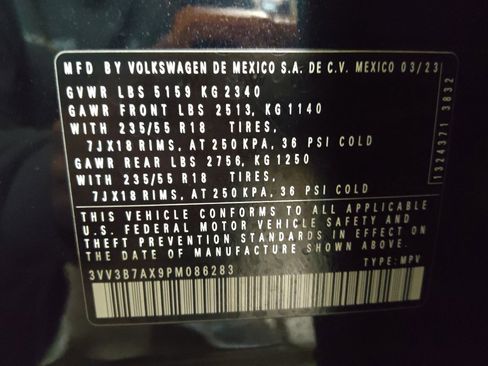 MFD BY VOLKSWAGEN DE MEXICO S.A. DE C.V. MEXICO 03/23
GVWR LBS 5159 KG 2340
GAWR FRONT LBS 2513, KG 1140
WITH 235/55 R18 TIRES,
7JX18 RIMS, AT 250 KPA, 36 PSI COLD
GAWR REAR LBS 2756, KG 1250
WITH 235/55 R18 TIRES,
7JX18 RIMS, AT 250 KPA, 36 PSI COLD
THIS VEHICLE CONFORMS TO ALL APPLICABLE
U.S. FEDERAL MOTOR VEHICLE SAFETY AND
THEFT PREVENTION STANDARDS IN EFFECT ON
THE DATE OF MANUFACTURE SHOWN ABOVE.
3VV3B7AX9PM086283 TYPE: MPV
1324371 3832